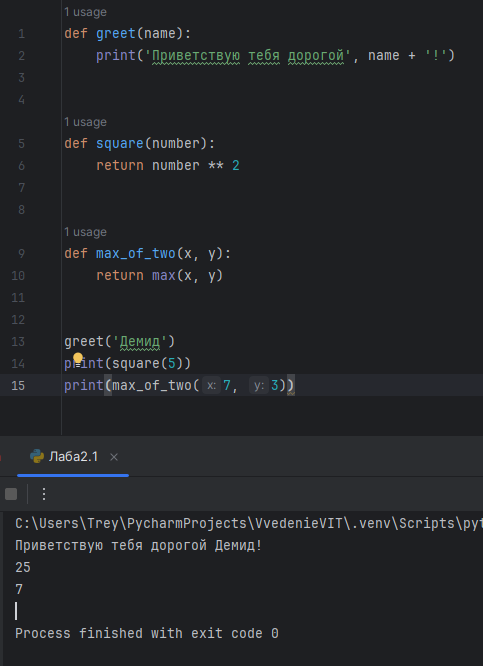 1 usage
1 def greet(name):
2 print('Приветствую тебя дорогой', name + '!')
3
4
1 usage
5 def square(number):
6 return number ** 2
7
8
1 usage
9 def max_of_two(x, y):
10 return max(x, y)
11
12
13 greet('Демид')
14 print(square(5))
15 print(max_of_two( x: 7, y: 3))
Лаба2.1 ×
C:\Users\Trey\PycharmProjects\VvedenieVIT\.venv\Scripts\pyt
Приветствую тебя дорогой Демид!
25
7
Process finished with exit code 0